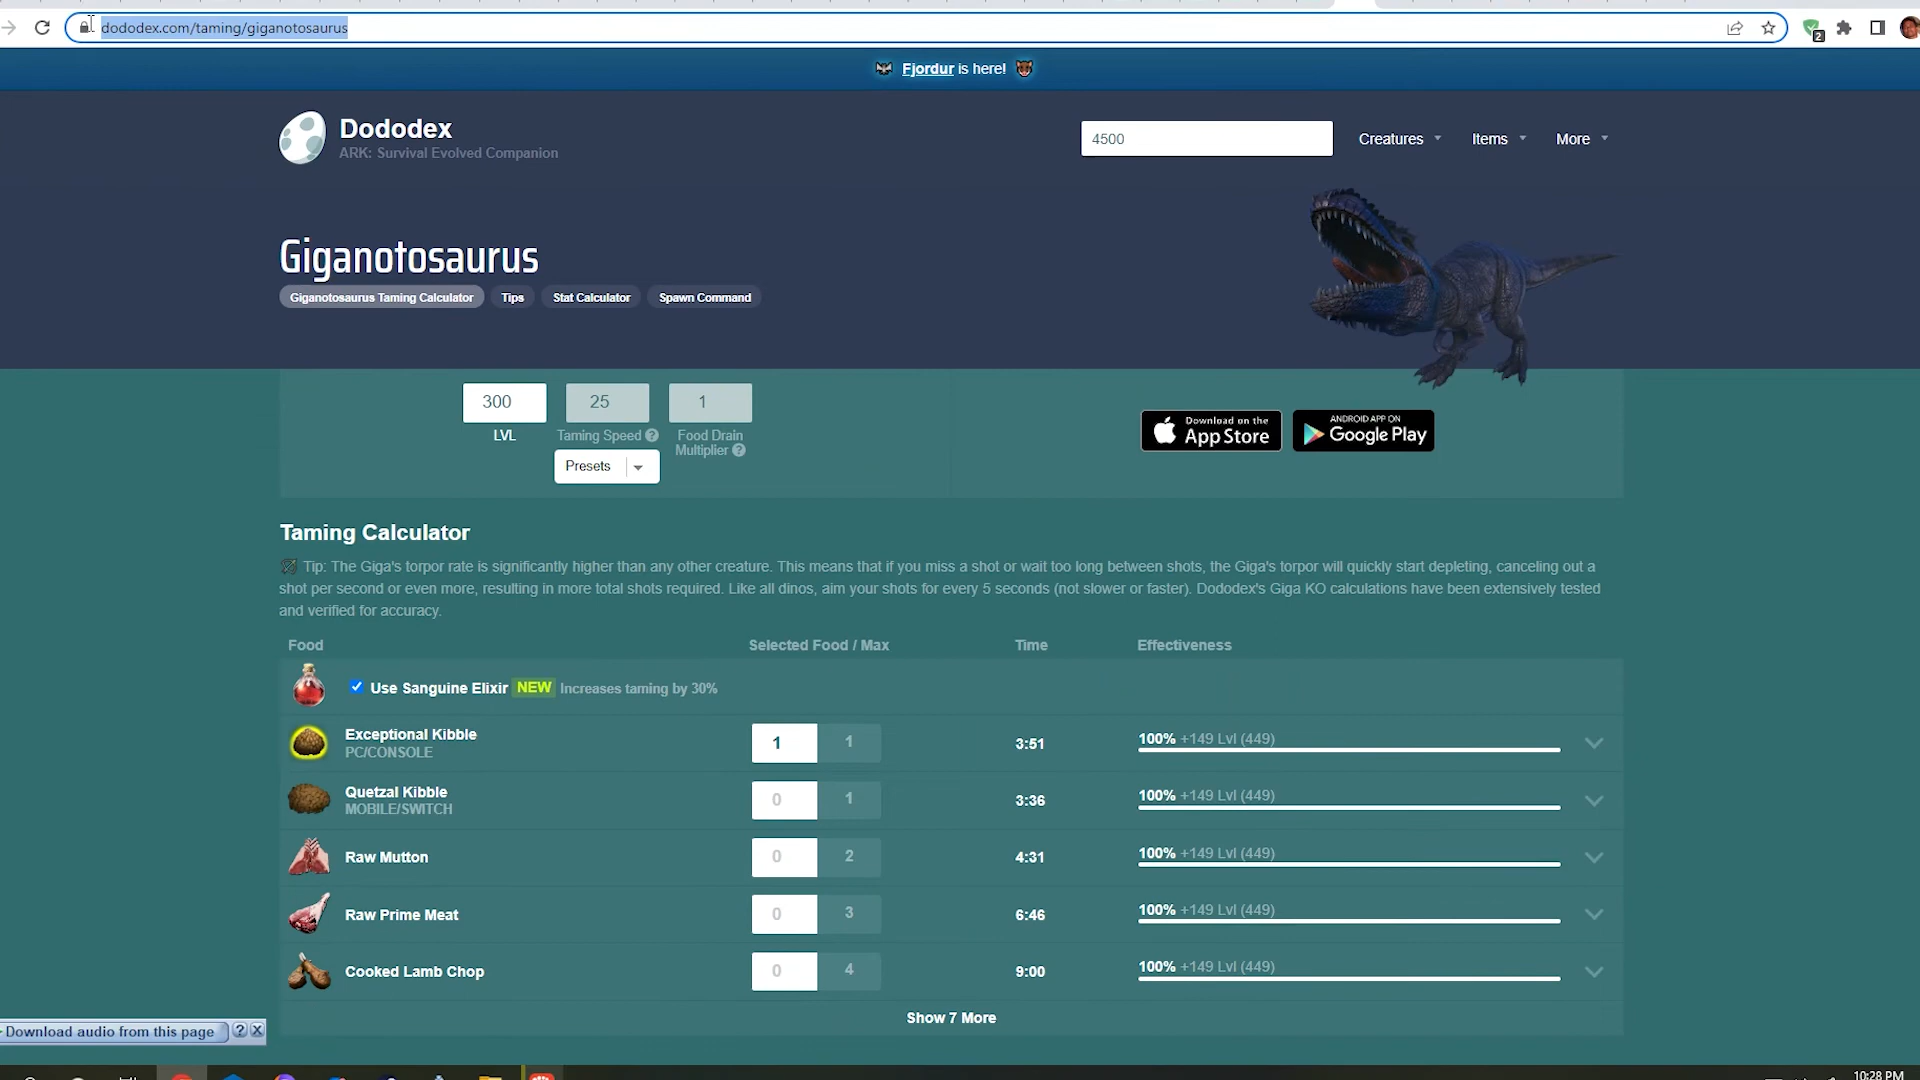 dododex.com/taming/giganotosaurus
2
Fjordur is here!
Dododex
ARK: Survival Evolved Companion
4500
Creatures
Items
More
Giganotosaurus
Giganotosaurus Taming Calculator
Tips
Stat Calculator
Spawn Command
300
25
1
LVL
Taming Speed ?
Food Drain
Multiplier ?
Presets
Download on the
App Store
ANDROID APP ON
Google Play
Taming Calculator
Tip: The Giga's torpor rate is significantly higher than any other creature. This means that if you miss a shot or wait too long between shots, the Giga's torpor will quickly start depleting, canceling out a
shot per second or even more, resulting in more total shots required. Like all dinos, aim your shots for every 5 seconds (not slower or faster). Dododex's Giga KO calculations have been extensively tested
and verified for accuracy.
Food Selected Food / Max Time Effectiveness
Use Sanguine Elixir NEW Increases taming by 30%
Exceptional Kibble
PC/CONSOLE
1 1 3:51 100% +149 Lvl (449)
Quetzal Kibble
MOBILE/SWITCH
0 1 3:36 100% +149 Lvl (449)
Raw Mutton 0 2 4:31 100% +149 Lvl (449)
Raw Prime Meat 0 3 6:46 100% +149 Lvl (449)
Cooked Lamb Chop 0 4 9:00 100% +149 Lvl (449)
Show 7 More
Download audio from this page ? X
10:28 PM